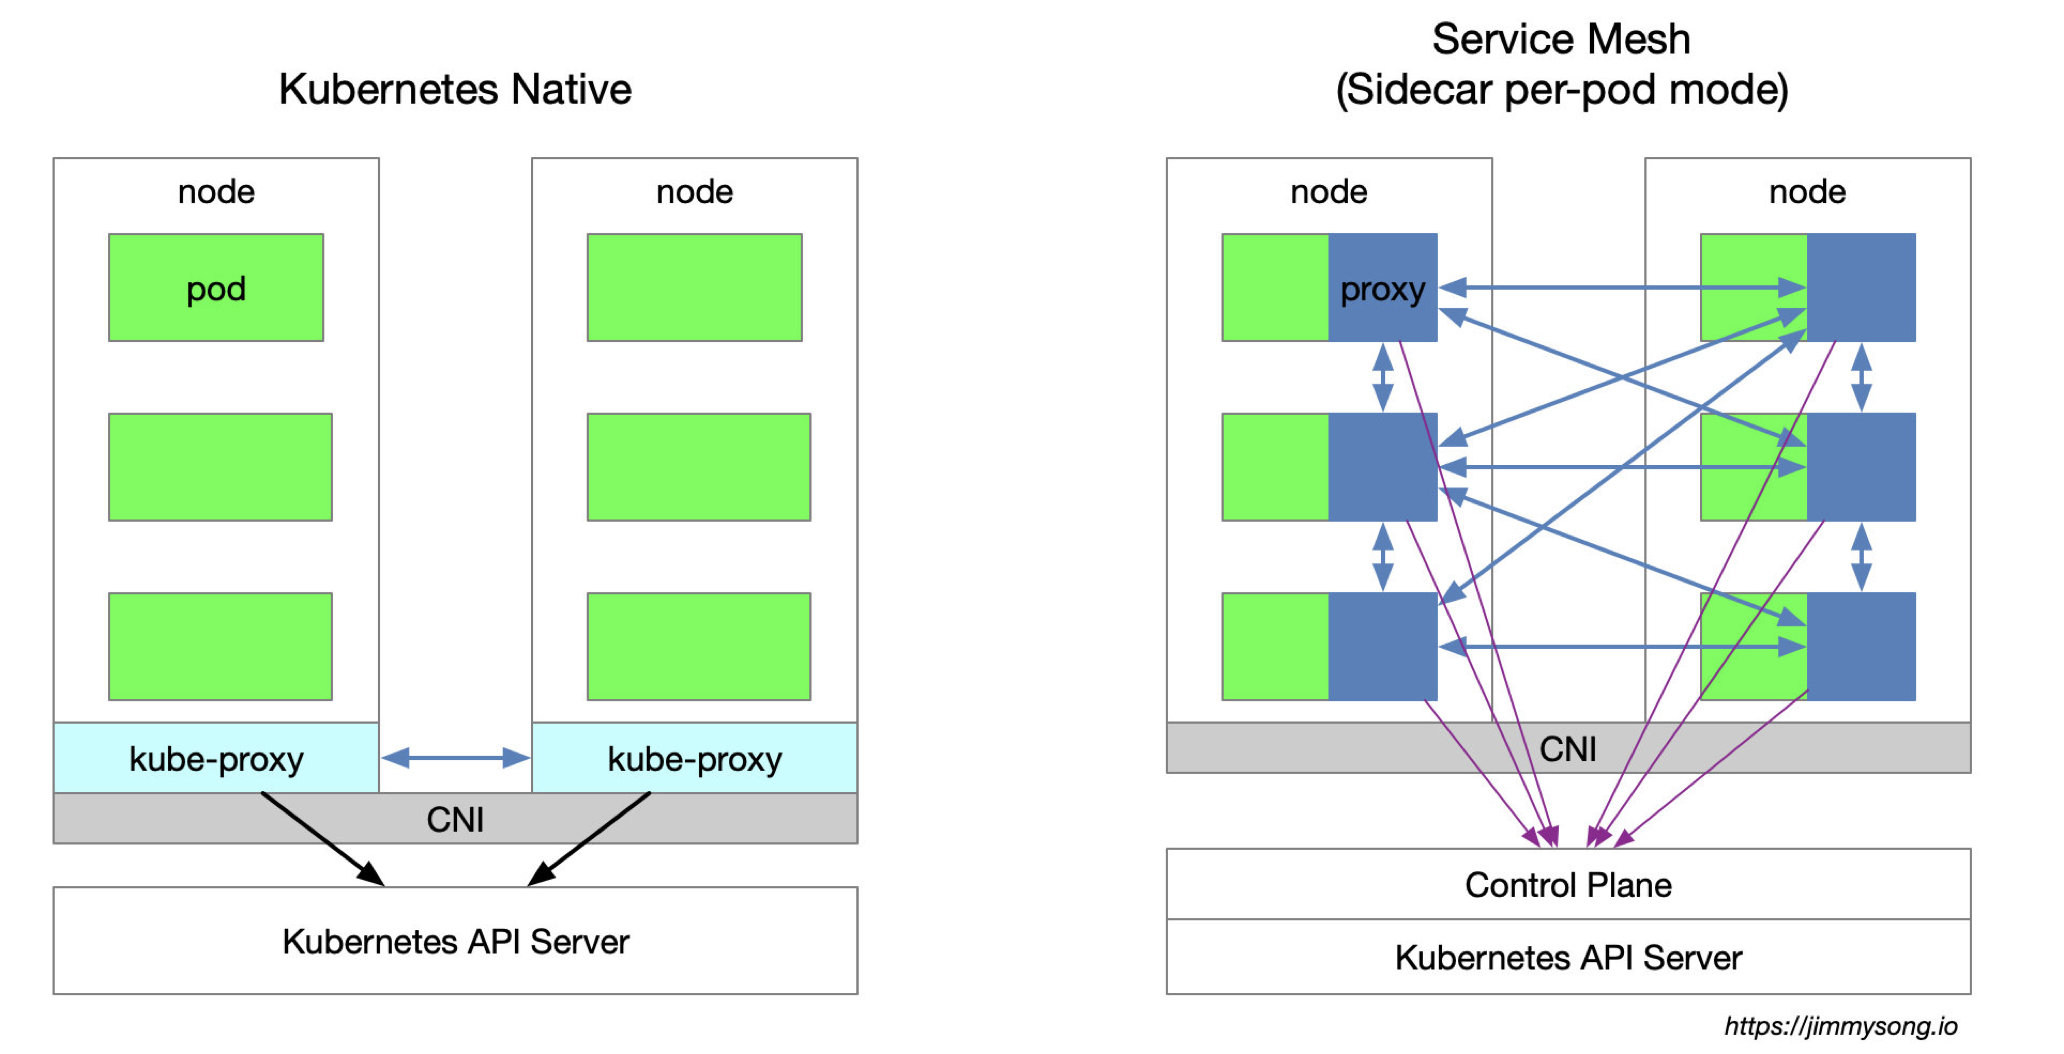 Kubernetes Native
node
node
pod
kube-proxy
kube-proxy
CNI
Kubernetes API Server
Service Mesh
(Sidecar per-pod mode)
node
node
proxy
CNI
Control Plane
Kubernetes API Server
https://jimmysong.io